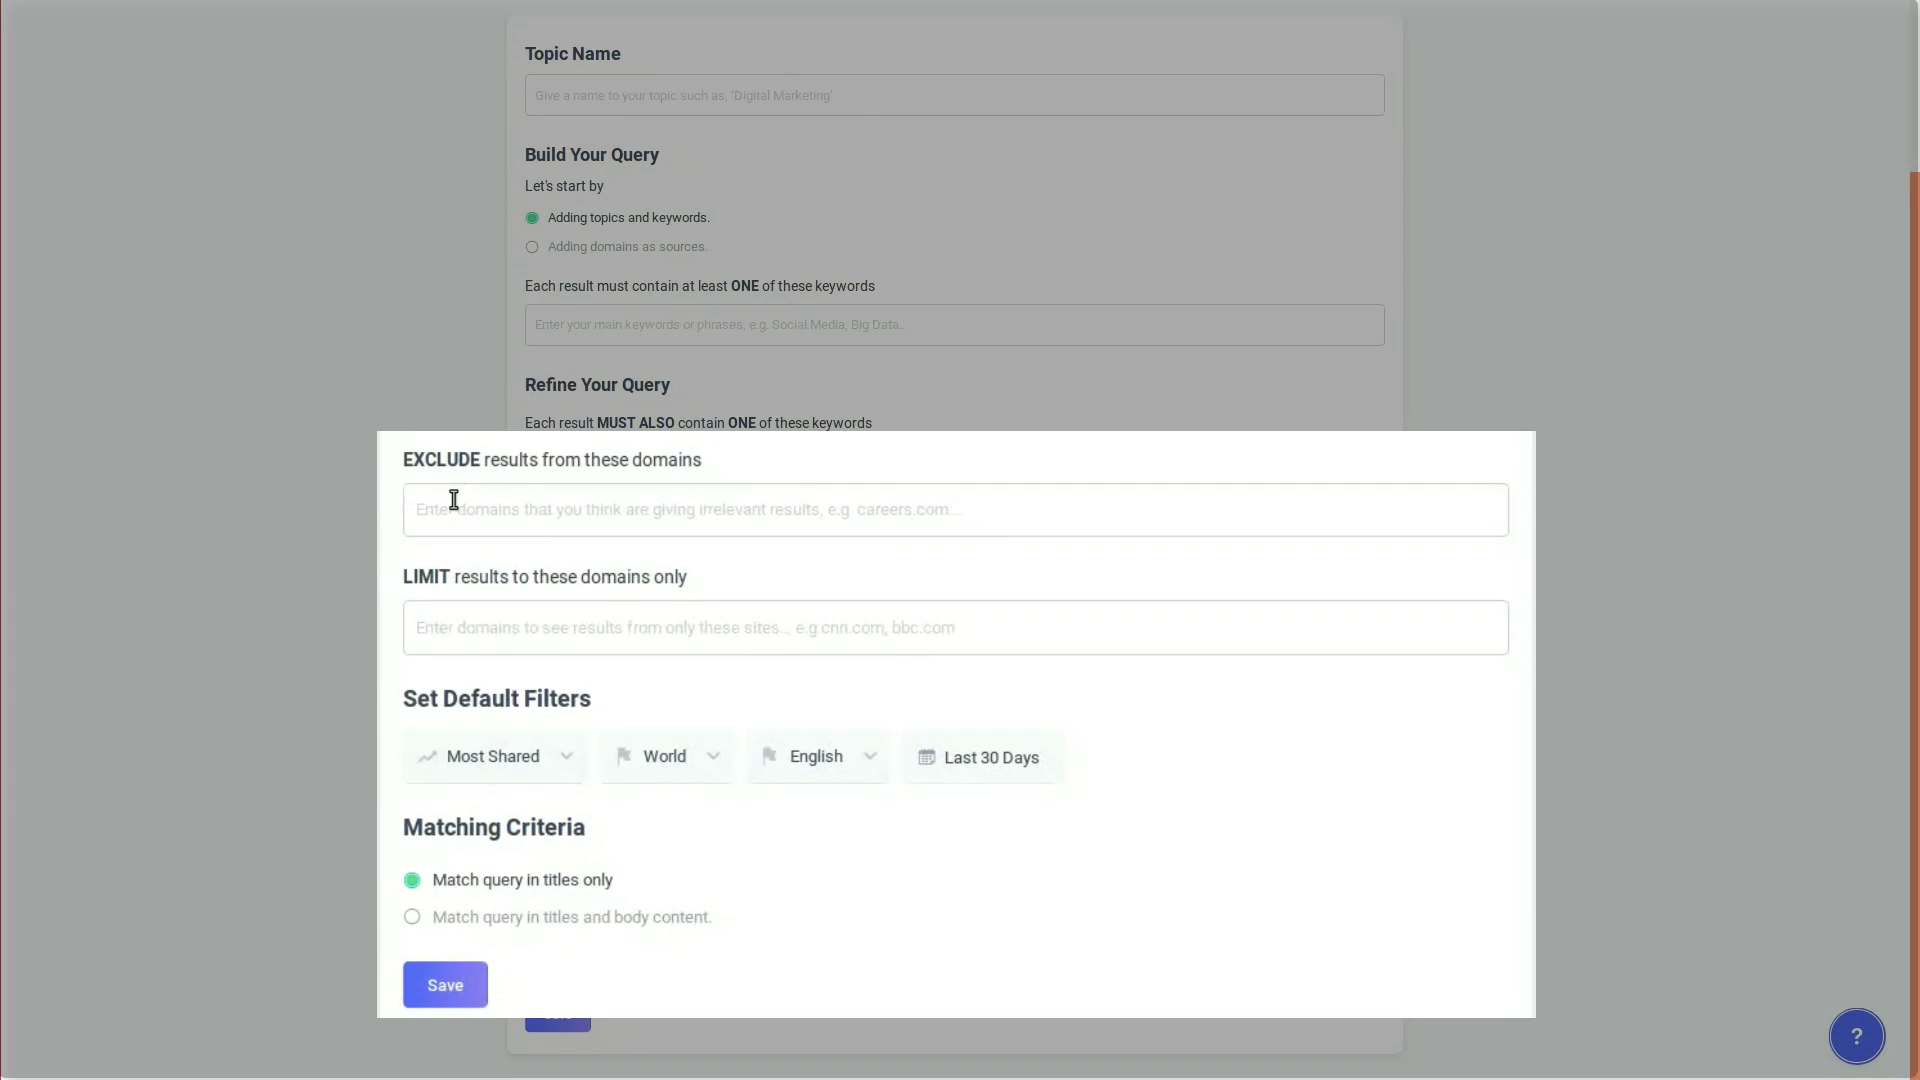 Topic Name
Give a name to your topic such as, 'Digital Marketing'
Build Your Query
Let's start by
Adding topics and keywords.
Adding domains as sources.
Each result must contain at least ONE of these keywords
Enter your main keywords or phrases, e.g. Social Media, Big Data..
Refine Your Query
Each result MUST ALSO contain ONE of these keywords
EXCLUDE results from these domains
Enter domains that you think are giving irrelevant results, e.g careers.com...
LIMIT results to these domains only
Enter domains to see results from only these sites... e.g cnn.com, bbc.com
Set Default Filters
Most Shared World English Last 30 Days
Matching Criteria
Match query in titles only
Match query in titles and body content.
Save
?